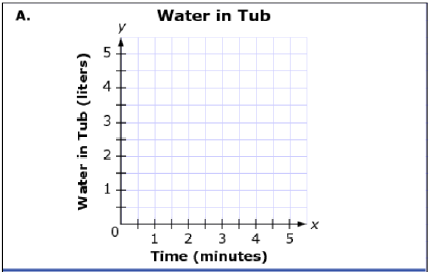 A.
Water in Tub
y
Water in Tub (liters)
5
4
3
2
1
0
1 2 3 4 5
x
Time (minutes)